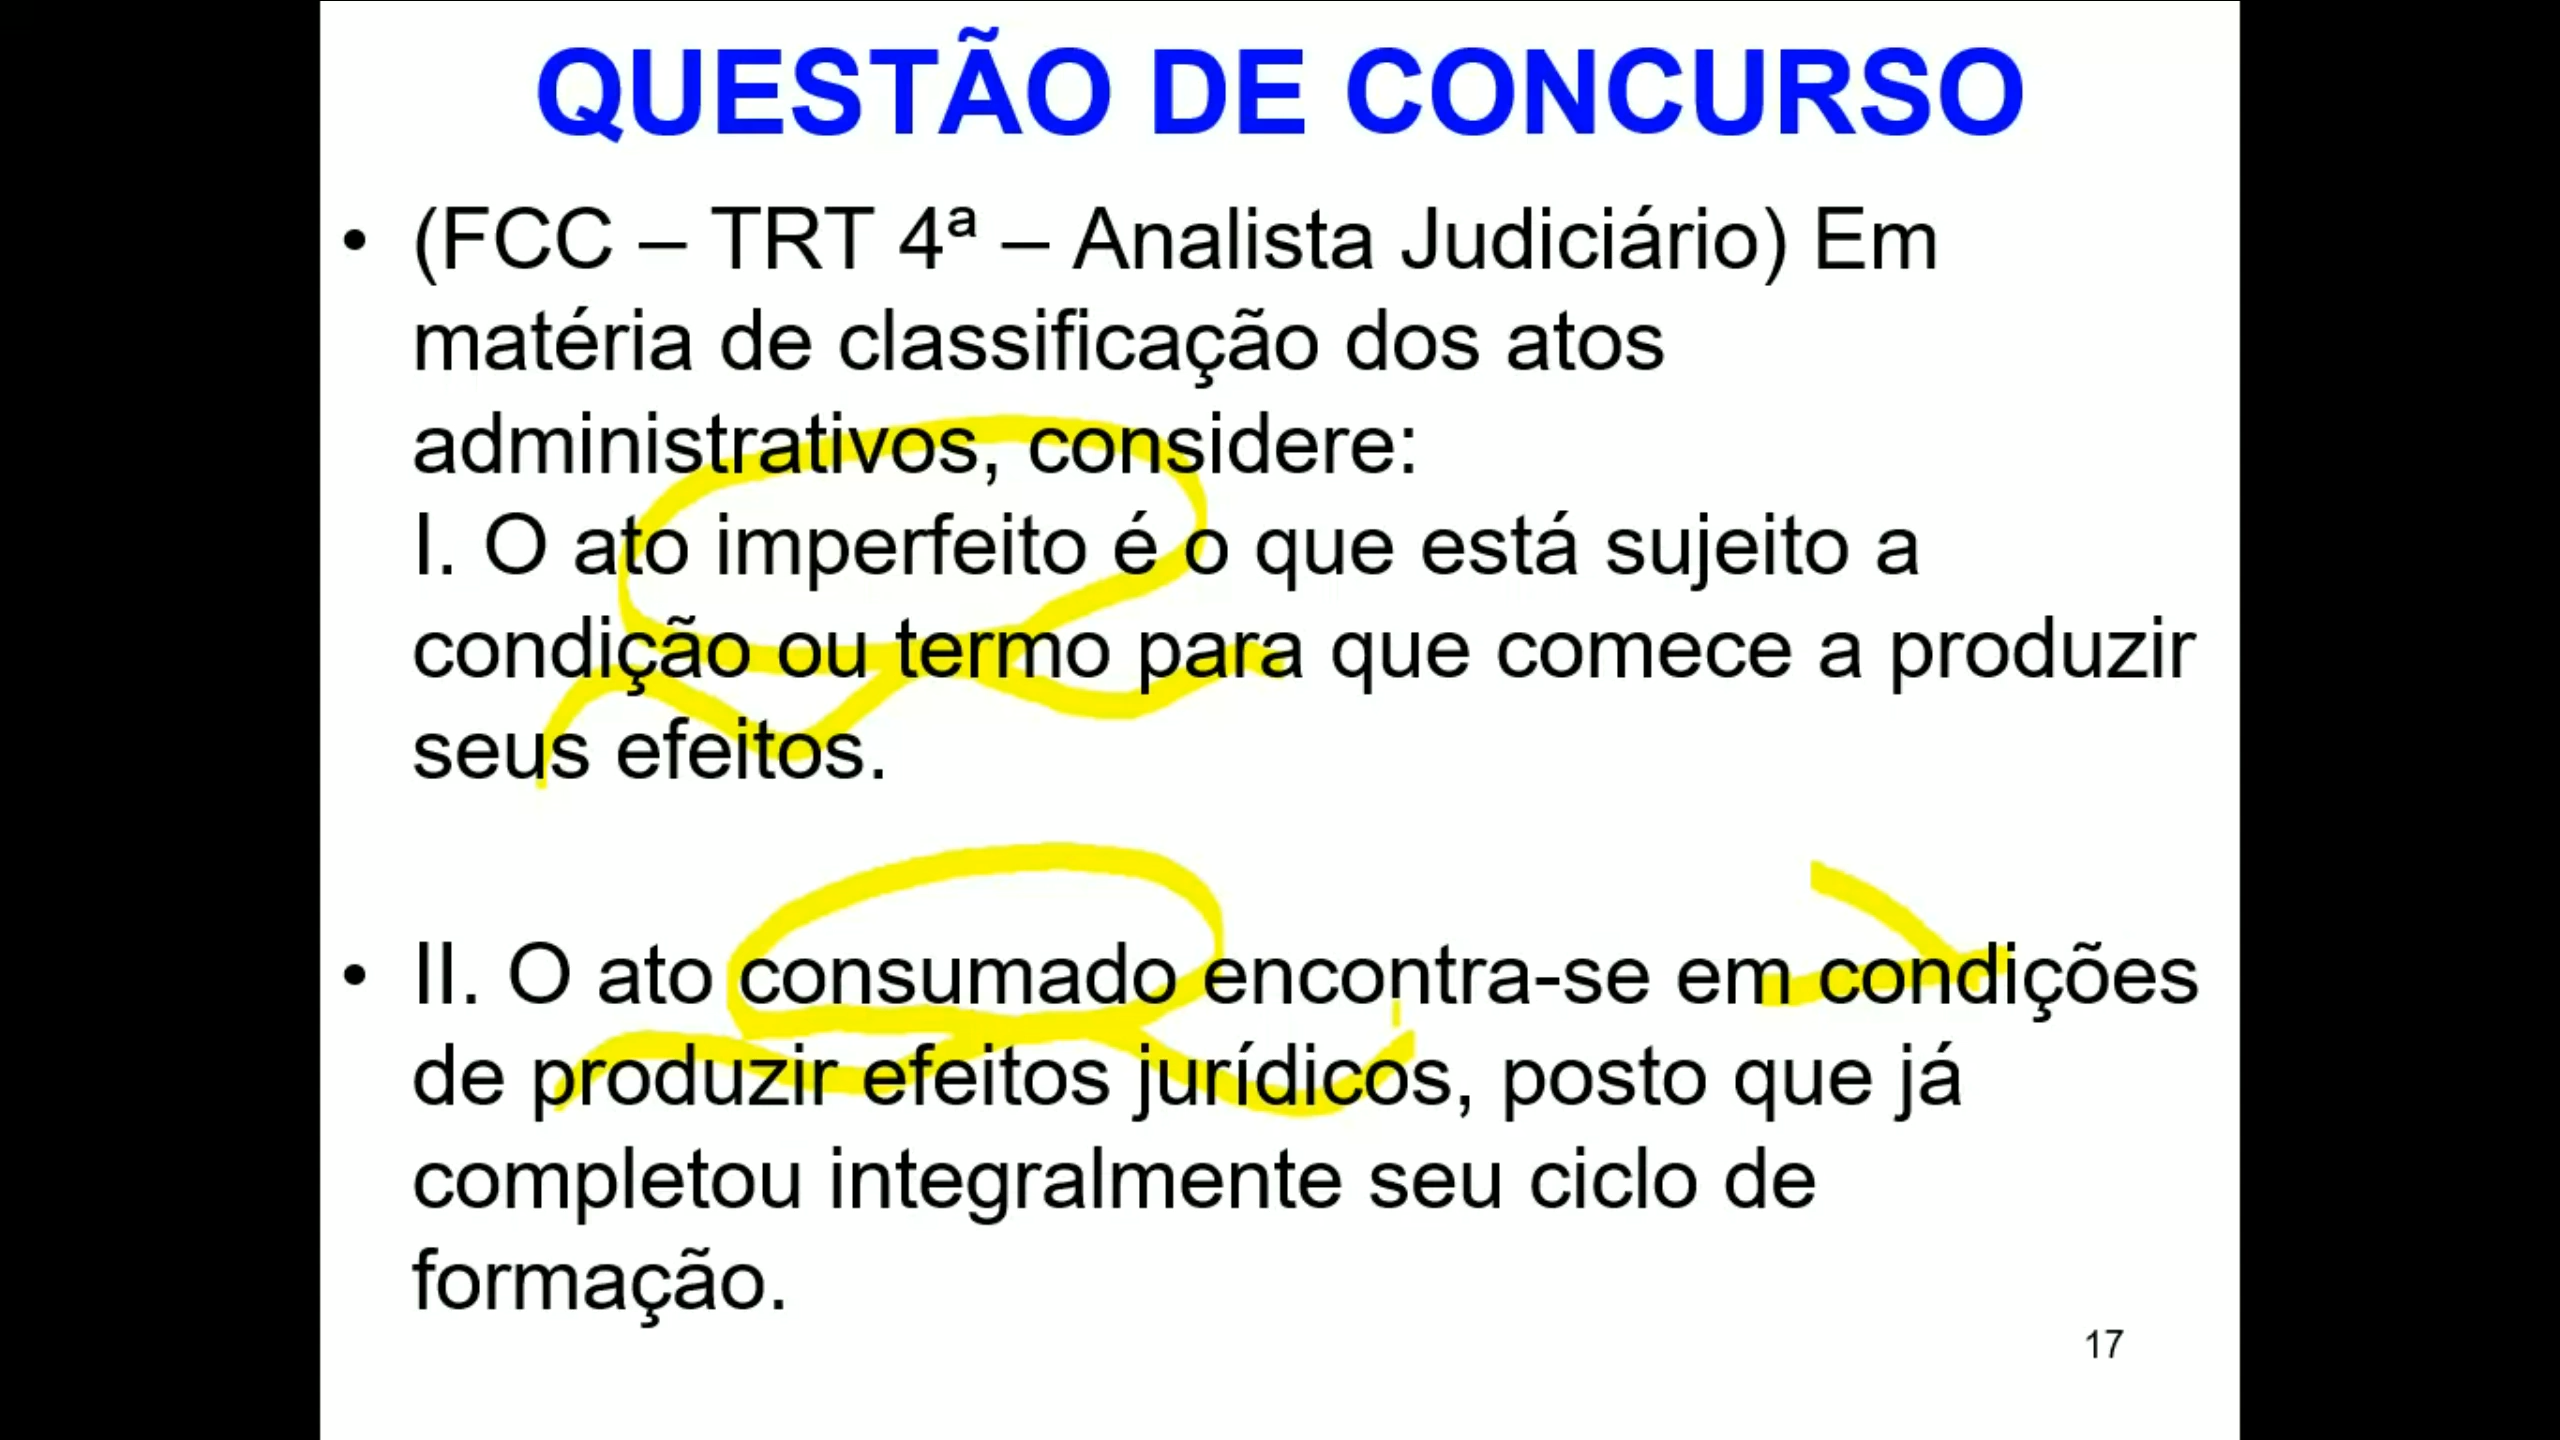 QUESTÃO DE CONCURSO
• (FCC – TRT 4ª – Analista Judiciário) Em
matéria de classificação dos atos
administrativos, considere:
I. O ato imperfeito é o que está sujeito a
condição ou termo para que comece a produzir
seus efeitos.
• II. O ato consumado encontra-se em condições
de produzir efeitos jurídicos, posto que já
completou integralmente seu ciclo de
formação.
17